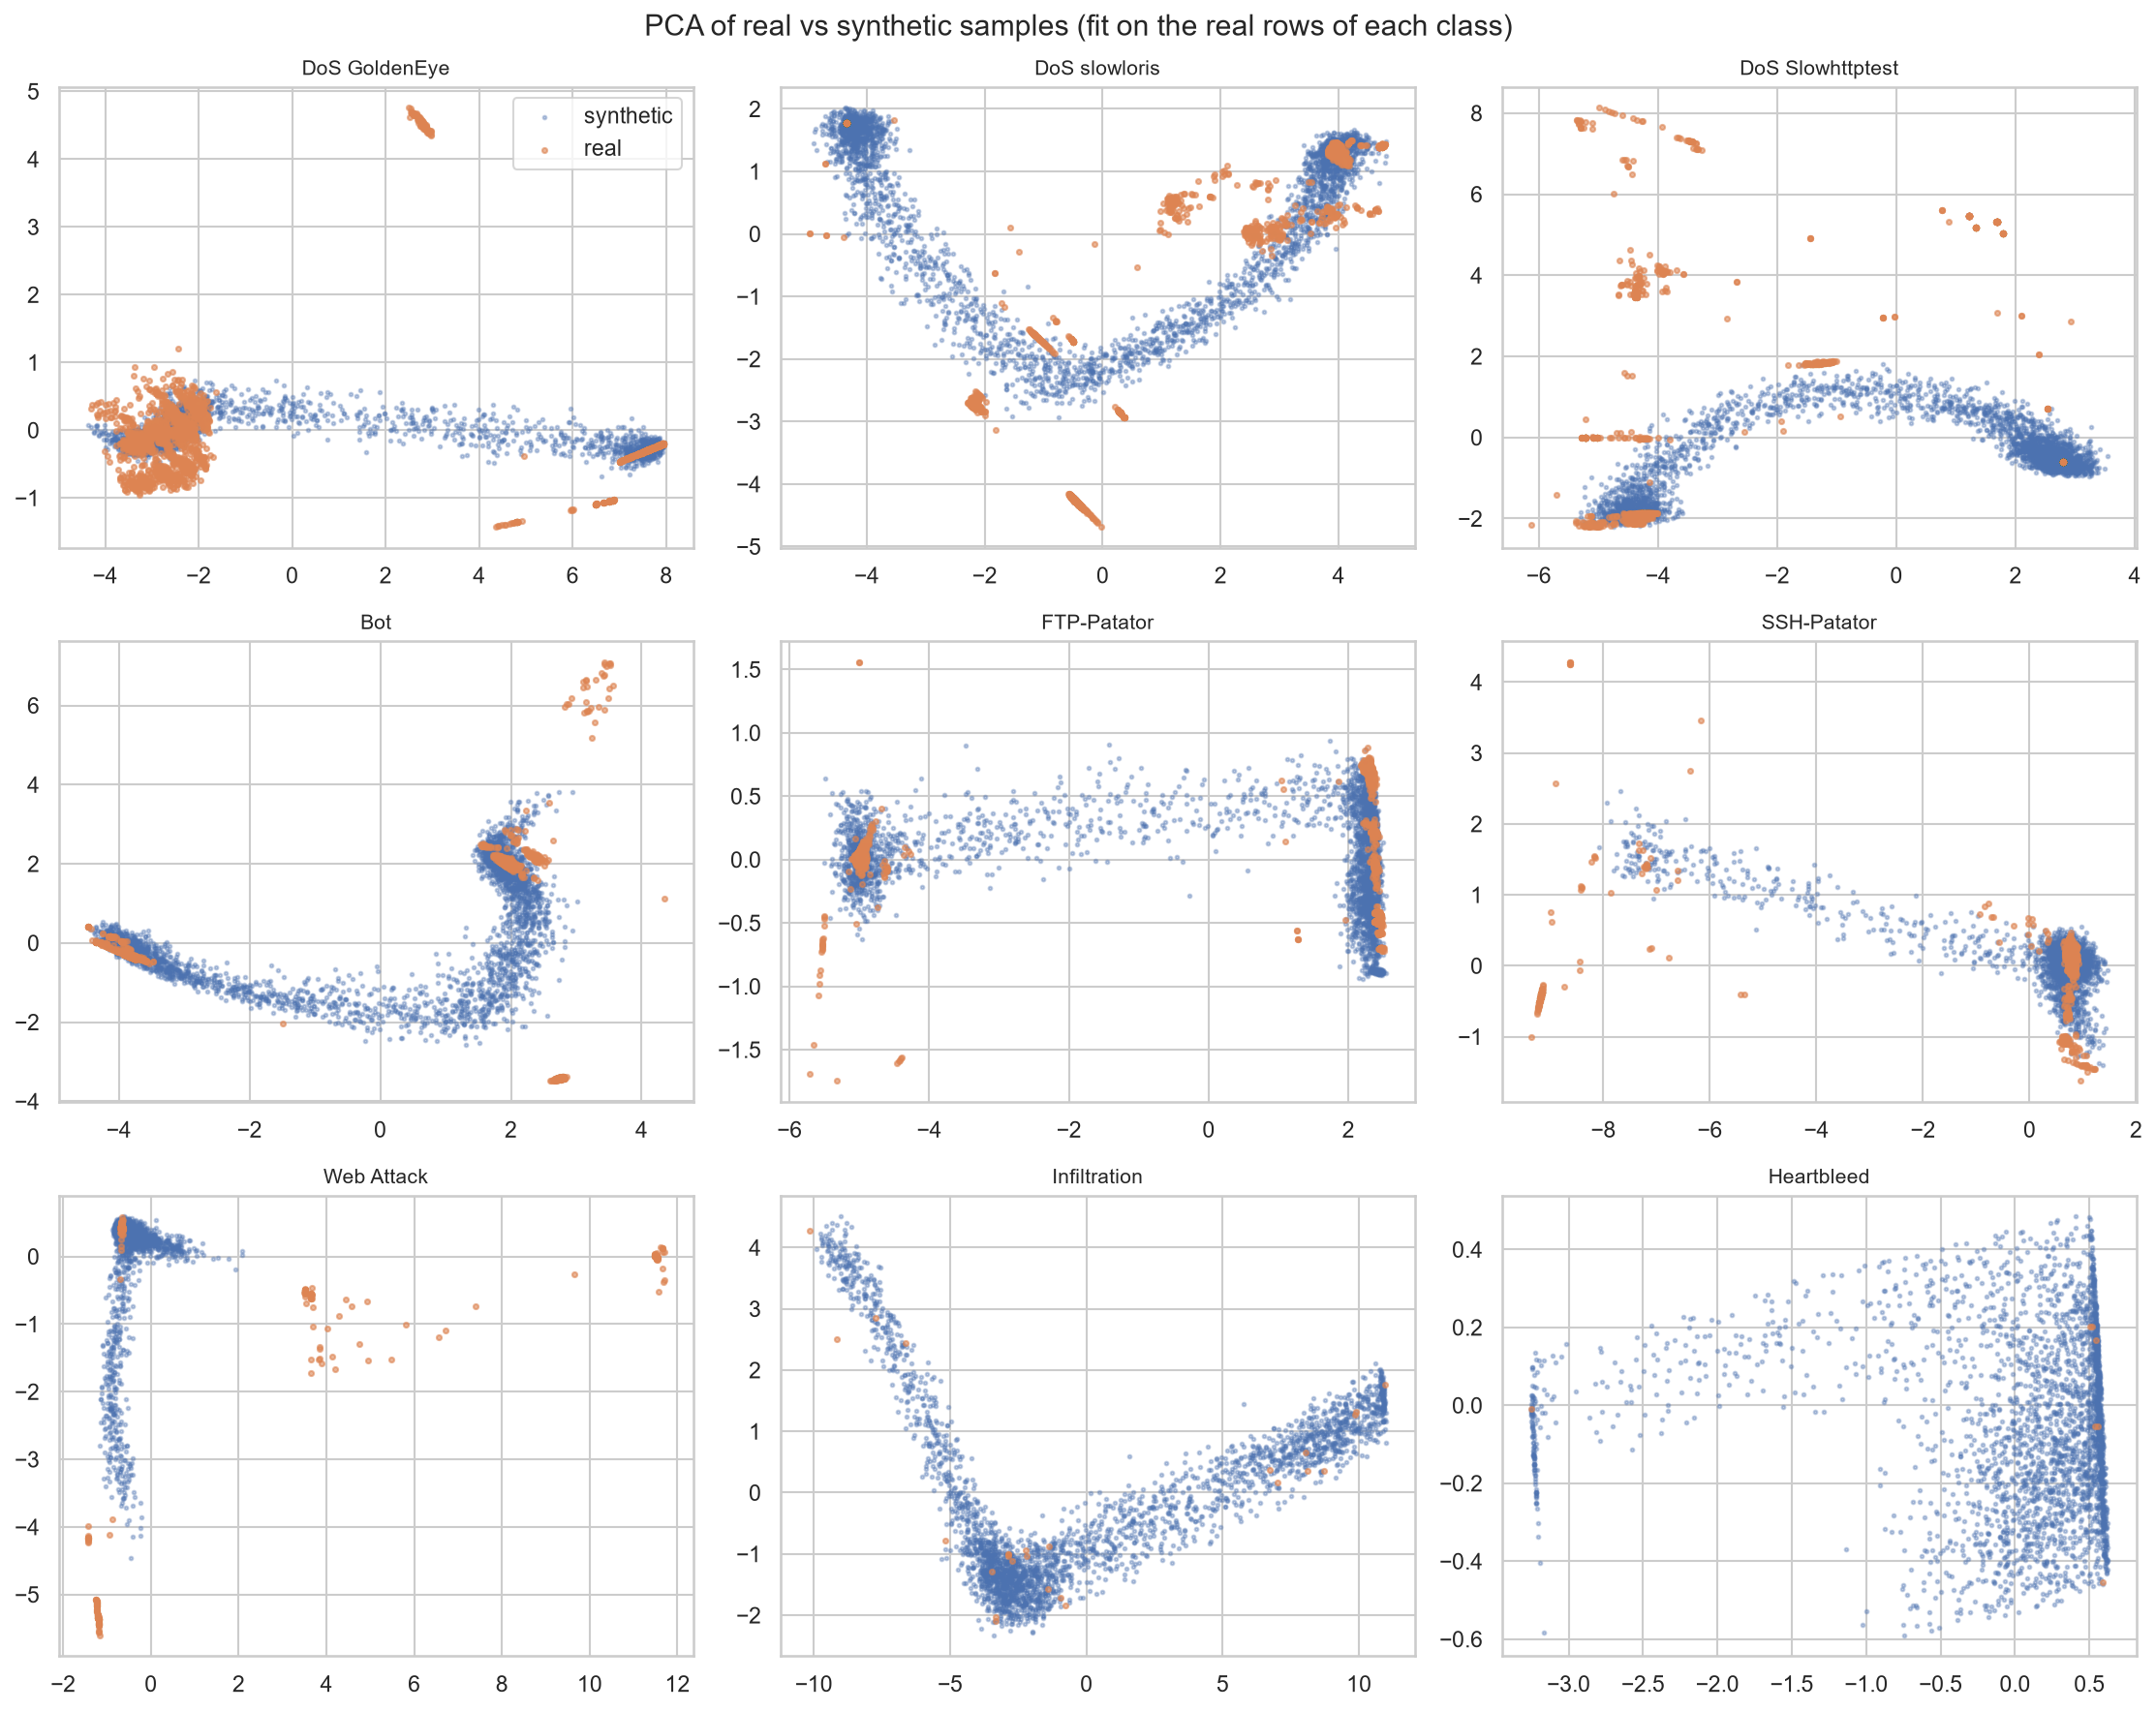 PCA of real vs synthetic samples (fit on the real rows of each class)
DoS GoldenEye
synthetic
real
5
4
3
2
1
0
−1
−4 −2 0 2 4 6 8
DoS slowloris
2
1
0
−1
−2
−3
−4
−5
−4 −2 0 2 4
DoS Slowhttptest
8
6
4
2
0
−2
−6 −4 −2 0 2 4
Bot
6
4
2
0
−2
−4
−4 −2 0 2 4
FTP-Patator
1.5
1.0
0.5
0.0
−0.5
−1.0
−1.5
−6 −4 −2 0 2
SSH-Patator
4
3
2
1
0
−1
−8 −6 −4 −2 0 2
Web Attack
0
−1
−2
−3
−4
−5
−2 0 2 4 6 8 10 12
Infiltration
4
3
2
1
0
−1
−2
−10 −5 0 5 10
Heartbleed
0.4
0.2
0.0
−0.2
−0.4
−0.6
−3.0 −2.5 −2.0 −1.5 −1.0 −0.5 0.0 0.5